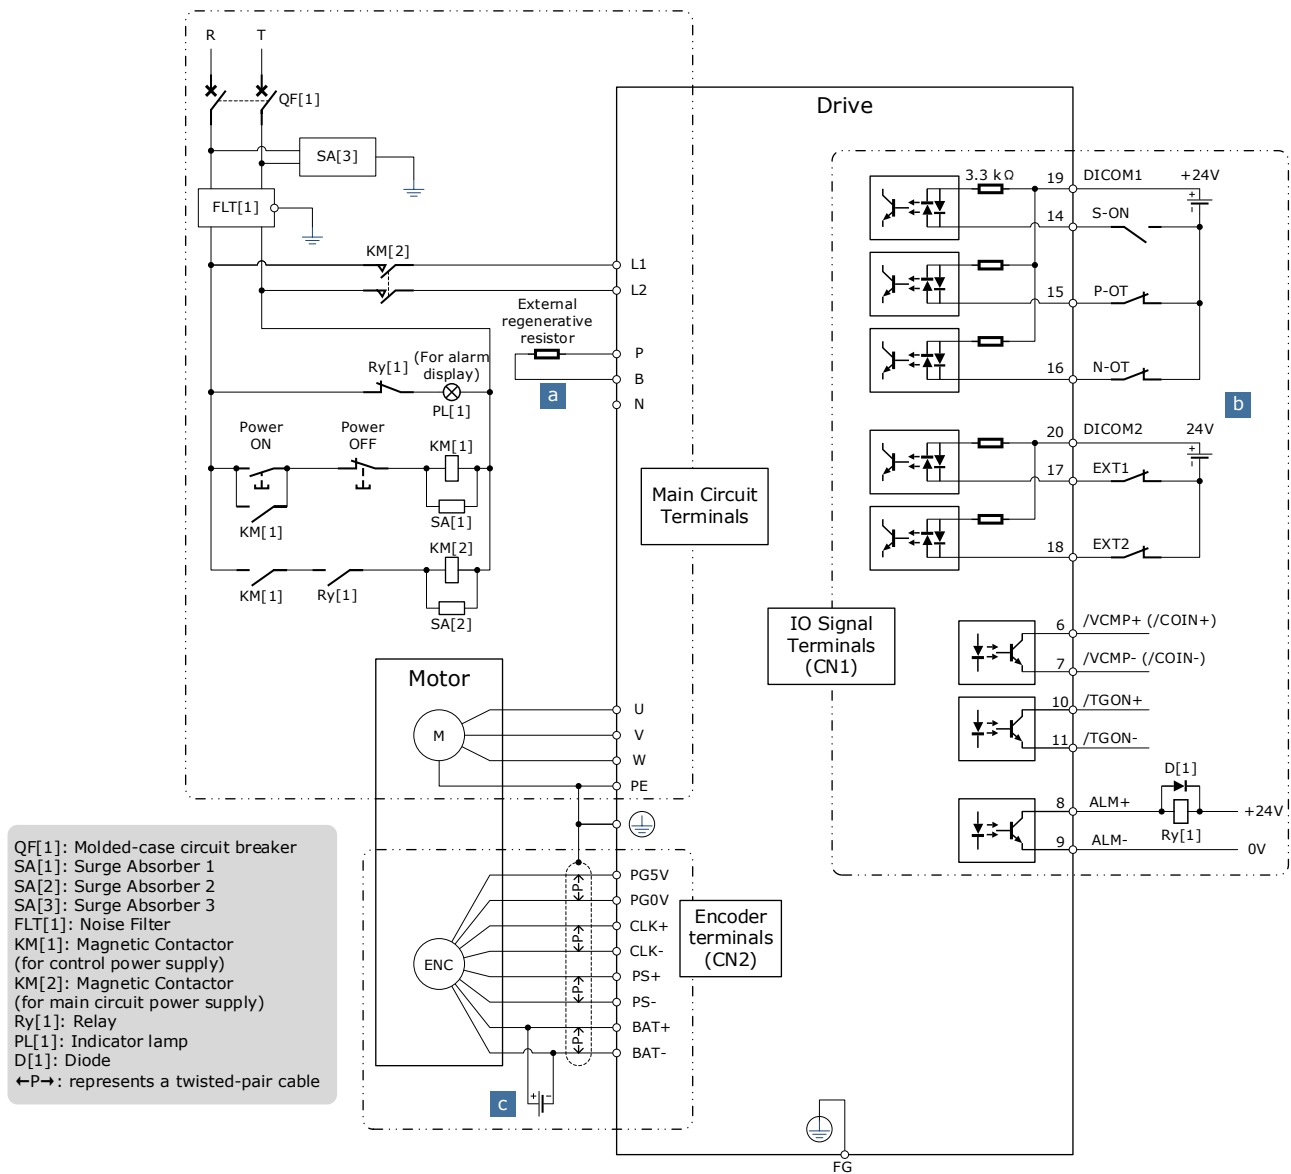 R
T
QF[1]
SA[3]
FLT[1]
KM[2]
L1
L2
External
regenerative
resistor
P
B
N
a
Ry[1]
(For alarm
display)
PL[1]
Power
ON
Power
OFF
KM[1]
SA[1]
KM[1]
KM[2]
KM[1]
Ry[1]
SA[2]
Main Circuit
Terminals
Drive
3.3 kΩ
19
DICOM1
+24V
+
-
14
S-ON
15
P-OT
16
N-OT
b
20
DICOM2
24V
+
-
17
EXT1
18
EXT2
IO Signal
Terminals
(CN1)
6
/VCMP+ (/COIN+)
7
/VCMP- (/COIN-)
10
/TGON+
11
/TGON-
D[1]
8
ALM+
+24V
Ry[1]
9
ALM-
0V
Motor
M
U
V
W
PE
ENC
PG5V
PG0V
CLK+
CLK-
PS+
PS-
BAT+
BAT-
←P→
←P→
←P→
←P→
Encoder
terminals
(CN2)
c
+
-
FG
QF[1]: Molded-case circuit breaker
SA[1]: Surge Absorber 1
SA[2]: Surge Absorber 2
SA[3]: Surge Absorber 3
FLT[1]: Noise Filter
KM[1]: Magnetic Contactor
(for control power supply)
KM[2]: Magnetic Contactor
(for main circuit power supply)
Ry[1]: Relay
PL[1]: Indicator lamp
D[1]: Diode
←P→: represents a twisted-pair cable